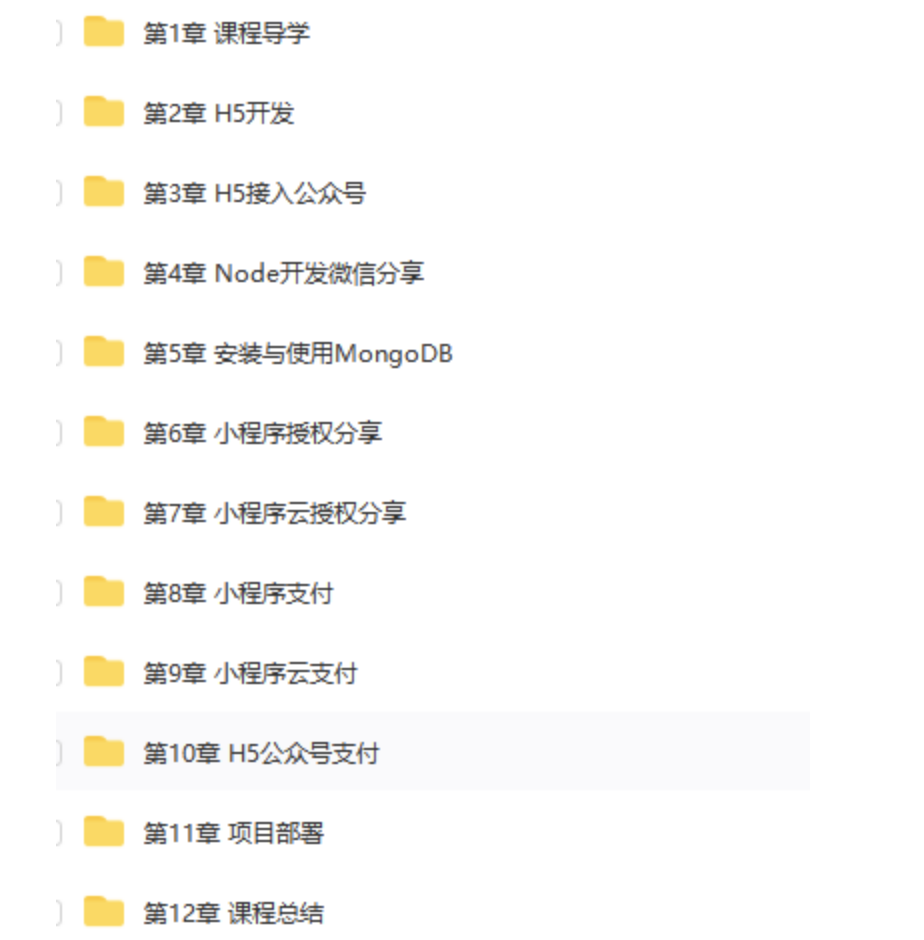 第1章 课程导学
第2章 H5开发
第3章 H5接入公众号
第4章 Node开发微信分享
第5章 安装与使用MongoDB
第6章 小程序授权分享
第7章 小程序云授权分享
第8章 小程序支付
第9章 小程序云支付
第10章 H5公众号支付
第11章 项目部署
第12章 课程总结